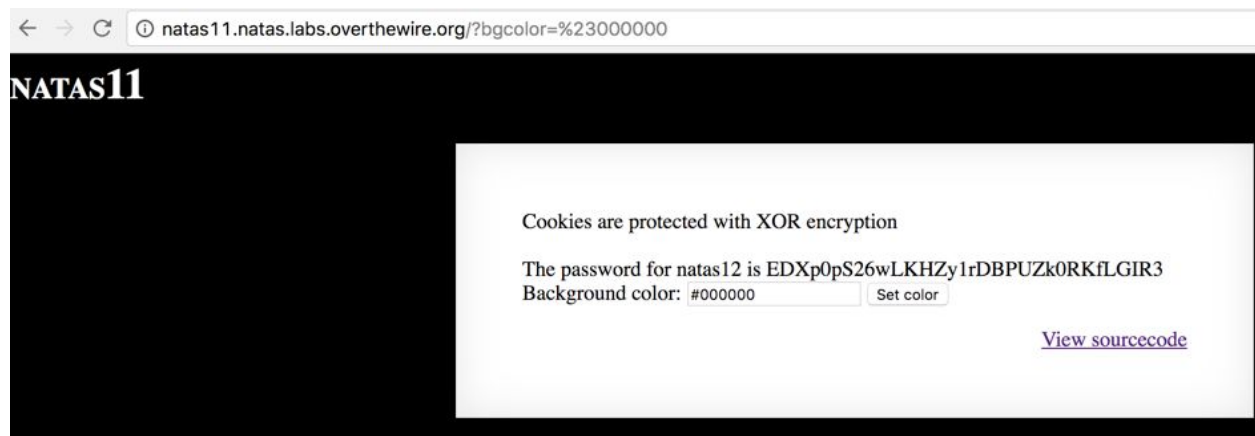 natas11.natas.labs.overthewire.org/?bgcolor=%23000000
NATAS11
Cookies are protected with XOR encryption
The password for natas12 is EDXp0pS26wLKHZy1rDBPUZk0RKfLGIR3
Background color: #000000 Set color
View sourcecode